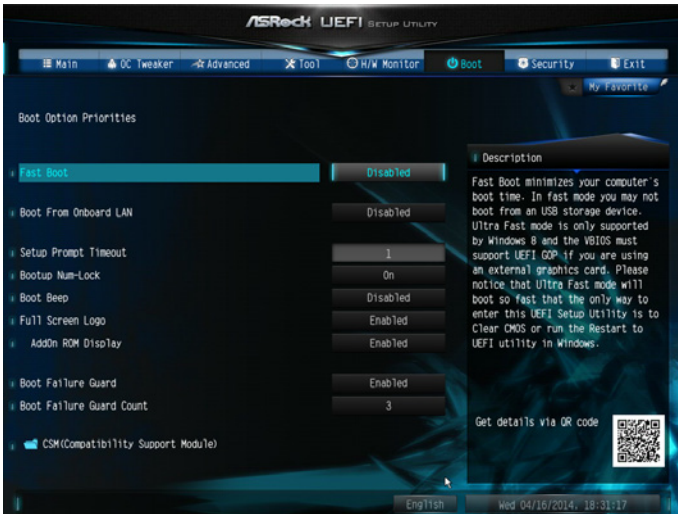 ASRock UEFI SETUP UTILITY
Main OC Tweaker Advanced Tool H/W Monitor Boot Security Exit
My Favorite
Boot Option Priorities
Fast Boot Disabled
Boot From Onboard LAN Disabled
Setup Prompt Timeout 1
Bootup Num-Lock On
Boot Beep Disabled
Full Screen Logo Enabled
AddOn ROM Display Enabled
Boot Failure Guard Enabled
Boot Failure Guard Count 3
CSM(Compatibility Support Module)
Description
Fast Boot minimizes your computer's
boot time. In fast mode you may not
boot from an USB storage device.
Ultra Fast mode is only supported
by Windows 8 and the VBIOS must
support UEFI GOP if you are using
an external graphics card. Please
notice that Ultra Fast mode will
boot so fast that the only way to
enter this UEFI Setup Utility is to
Clear CMOS or run the Restart to
UEFI utility in Windows.
Get details via QR code
English Wed 04/16/2014, 18:31:17